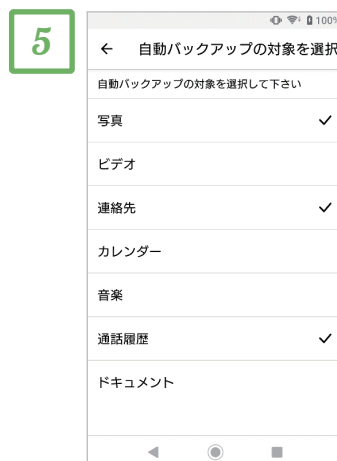 5
100%
自動バックアップの対象を選択
自動バックアップの対象を選択して下さい
写真
ビデオ
連絡先
カレンダー
音楽
通話履歴
ドキュメント